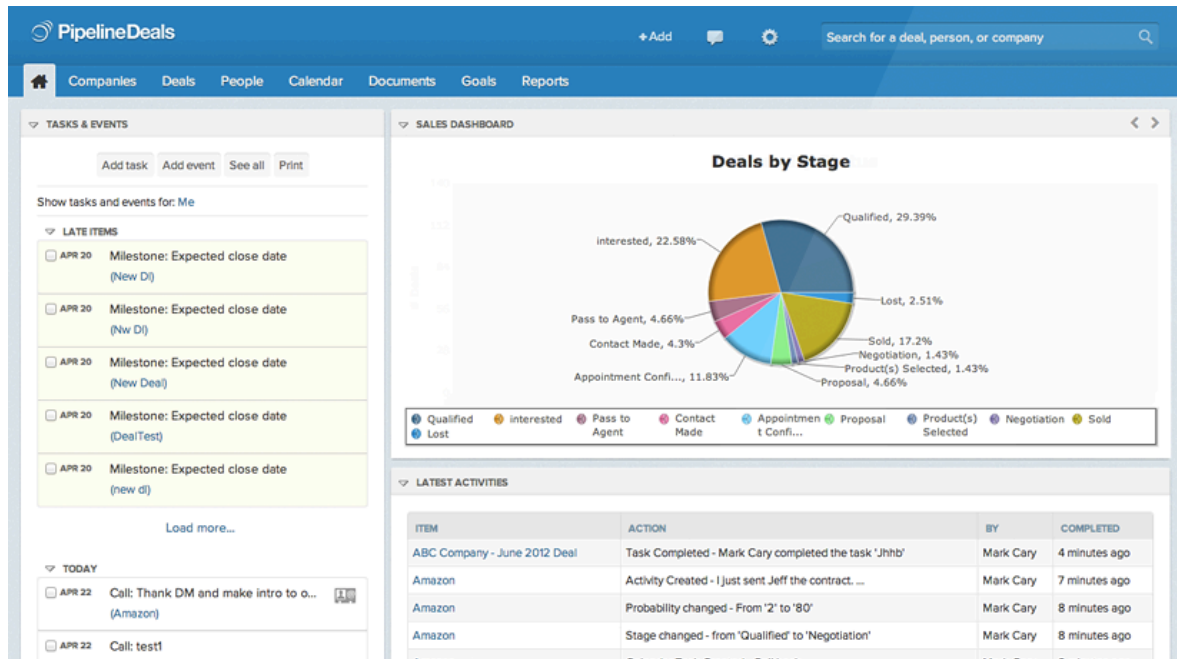 PipelineDeals
+Add
Search for a deal, person, or company
Companies Deals People Calendar Documents Goals Reports
TASKS & EVENTS
Add task Add event See all Print
Show tasks and events for: Me
LATE ITEMS
APR 20 Milestone: Expected close date
(New Dl)
APR 20 Milestone: Expected close date
(Nw Dl)
APR 20 Milestone: Expected close date
(New Deal)
APR 20 Milestone: Expected close date
(DealTest)
APR 20 Milestone: Expected close date
(new dl)
Load more...
TODAY
APR 22 Call: Thank DM and make intro to o...
(Amazon)
APR 22 Call: test1
SALES DASHBOARD
Deals by Stage
Qualified, 29.39%
interested, 22.58%
Lost, 2.51%
Pass to Agent, 4.66%
Sold, 17.2%
Contact Made, 4.3%
Negotiation, 1.43%
Product(s) Selected, 1.43%
Appointment Confi..., 11.83%
Proposal, 4.66%
Qualified interested Pass to Contact Appointmen Proposal Product(s) Negotiation Sold
Lost Agent Made t Confi... Selected
LATEST ACTIVITIES
ITEM ACTION BY COMPLETED
ABC Company - June 2012 Deal Task Completed - Mark Cary completed the task 'Jhhb' Mark Cary 4 minutes ago
Amazon Activity Created - I just sent Jeff the contract. ... Mark Cary 7 minutes ago
Amazon Probability changed - From '2' to '80' Mark Cary 8 minutes ago
Amazon Stage changed - from 'Qualified' to 'Negotiation' Mark Cary 8 minutes ago